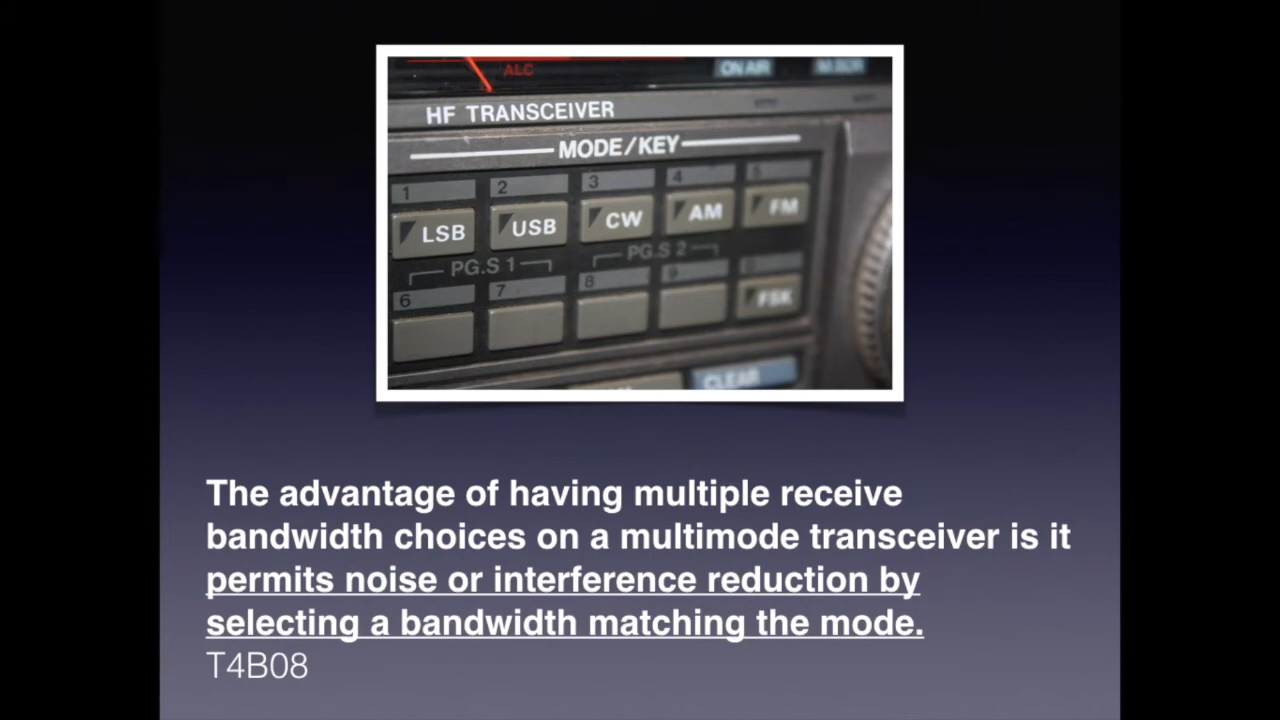 ALC
ON AIR
HF TRANSCEIVER
MODE/KEY
1 2 3 4 5
LSB USB CW AM FM
PG.S 1 PG.S 2
6 7 8 9
FSK
CLEAR
The advantage of having multiple receive
bandwidth choices on a multimode transceiver is it
permits noise or interference reduction by
selecting a bandwidth matching the mode.
T4B08